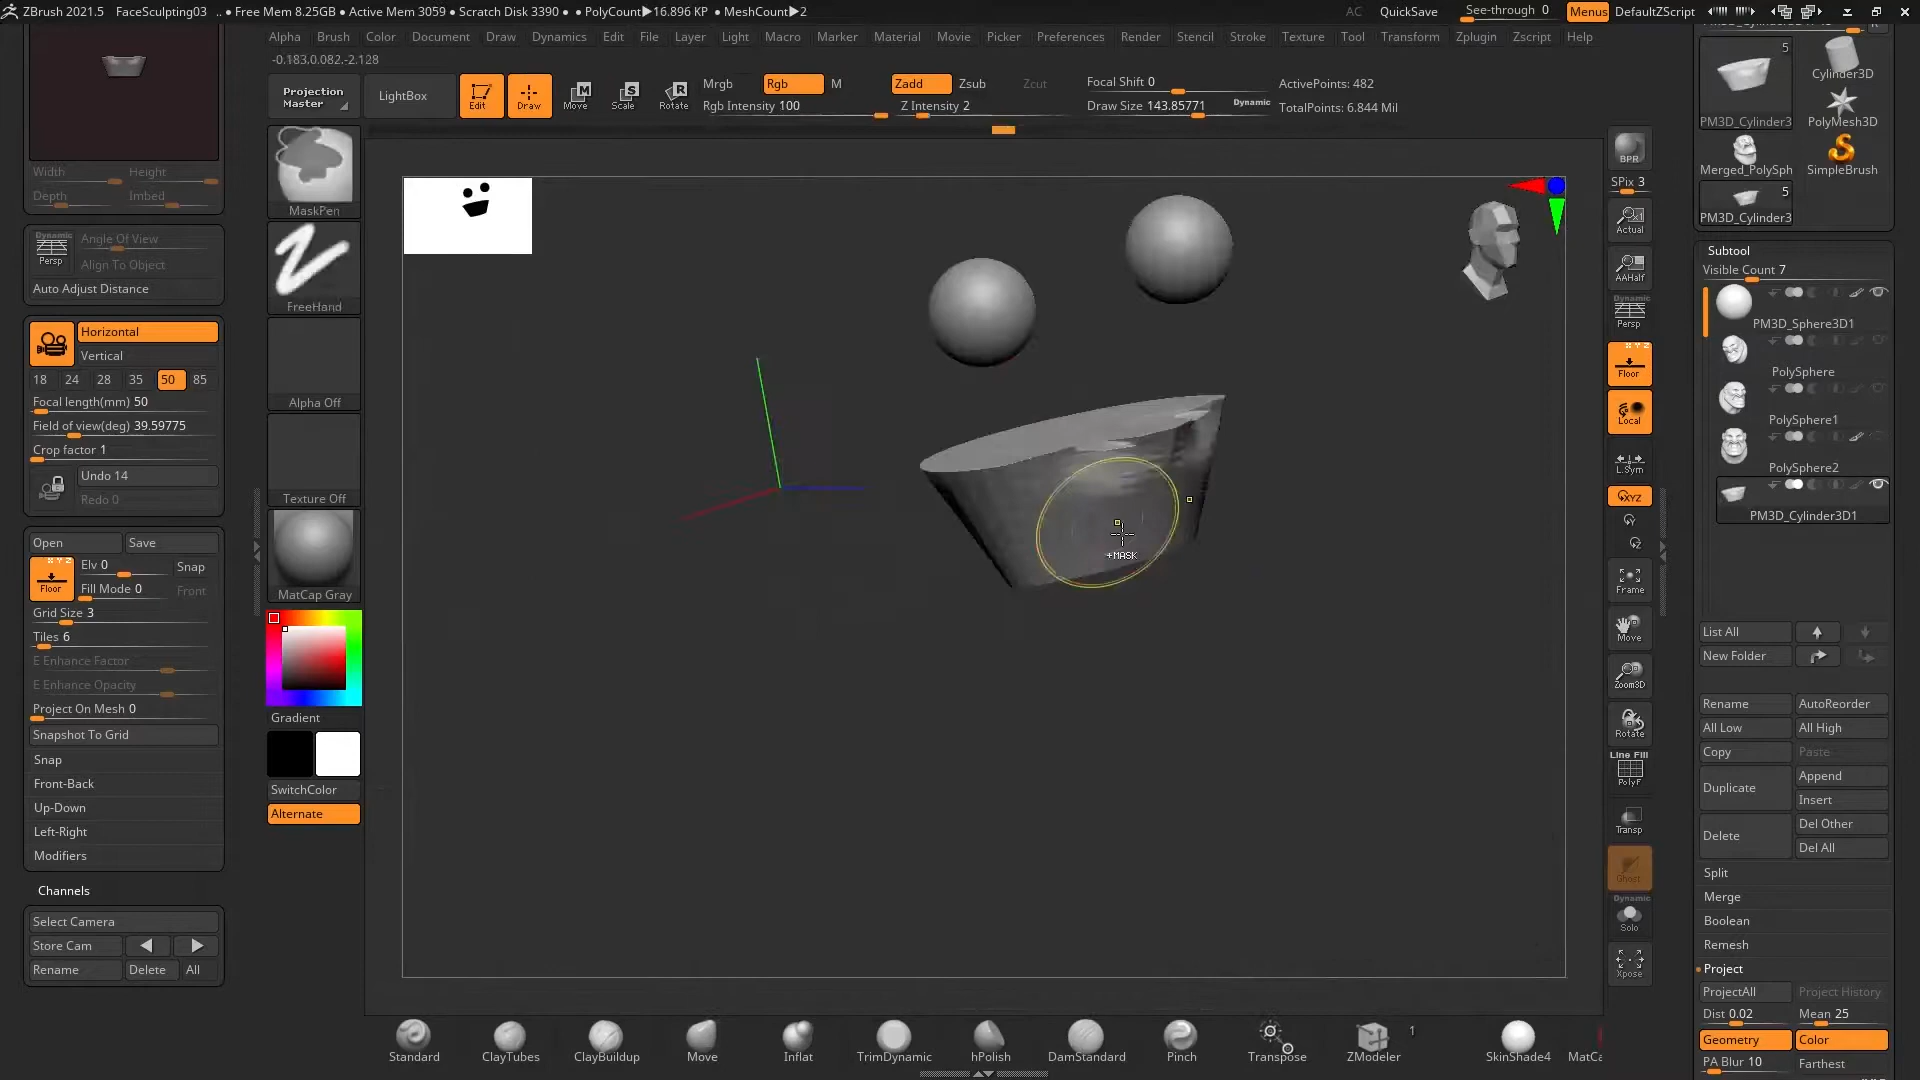 ZBrush 2021.5 FaceSculpting03 .. • Free Mem 8.25GB • Active Mem 3059 • Scratch Disk 3390 • • PolyCount▶16.896 KP • MeshCount▶2 AC QuickSave See-through 0 Menus DefaultZScript
Alpha Brush Color Document Draw Dynamics Edit File Layer Light Macro Marker Material Movie Picker Preferences Render Stencil Stroke Texture Tool Transform Zplugin Zscript Help
-0.183,0.082,-2.128
Projection Master
LightBox
Edit
Draw
Move
Scale
Rotate
Mrgb Rgb M
Rgb Intensity 100
Zadd Zsub Zcut
Z Intensity 2
Focal Shift 0
Draw Size 143.85771 Dynamic
ActivePoints: 482
TotalPoints: 6.844 Mil
Width Height
Depth Imbed
Dynamic
Persp
Angle Of View
Align To Object
Auto Adjust Distance
Horizontal
Vertical
18 24 28 35 50 85
Focal length(mm) 50
Field of view(deg) 39.59775
Crop factor 1
Undo 14
Redo 0
Open Save
X Y Z
Floor
Elv 0 Snap
Fill Mode 0 Front
Grid Size 3
Tiles 6
E Enhance Factor
E Enhance Opacity
Project On Mesh 0
Snapshot To Grid
Snap
Front-Back
Up-Down
Left-Right
Modifiers
Channels
Select Camera
Store Cam
Rename Delete All
MaskPen
FreeHand
Alpha Off
Texture Off
MatCap Gray
Gradient
SwitchColor
Alternate
+MASK
BPR
SPix 3
Actual
AAHalf
Dynamic
Persp
X Y Z
Floor
Local
L.Sym
XYZ
Y
Z
Frame
Move
Zoom3D
Rotate
Line Fill
PolyF
Transp
Ghost
Dynamic
Solo
Xpose
5
PM3D_Cylinder3
Cylinder3D
PolyMesh3D
Merged_PolySph
SimpleBrush
5
PM3D_Cylinder3
Subtool
Visible Count 7
PM3D_Sphere3D1
PolySphere
PolySphere1
PolySphere2
PM3D_Cylinder3D1
List All
New Folder
Rename AutoReorder
All Low All High
Copy Paste
Duplicate Append
Insert
Delete Del Other
Del All
Split
Merge
Boolean
Remesh
Project
ProjectAll Project History
Dist 0.02 Mean 25
Geometry Color
PA Blur 10 Farthest
Standard ClayTubes ClayBuildup Move Inflat TrimDynamic hPolish DamStandard Pinch Transpose ZModeler 1 SkinShade4 MatCa